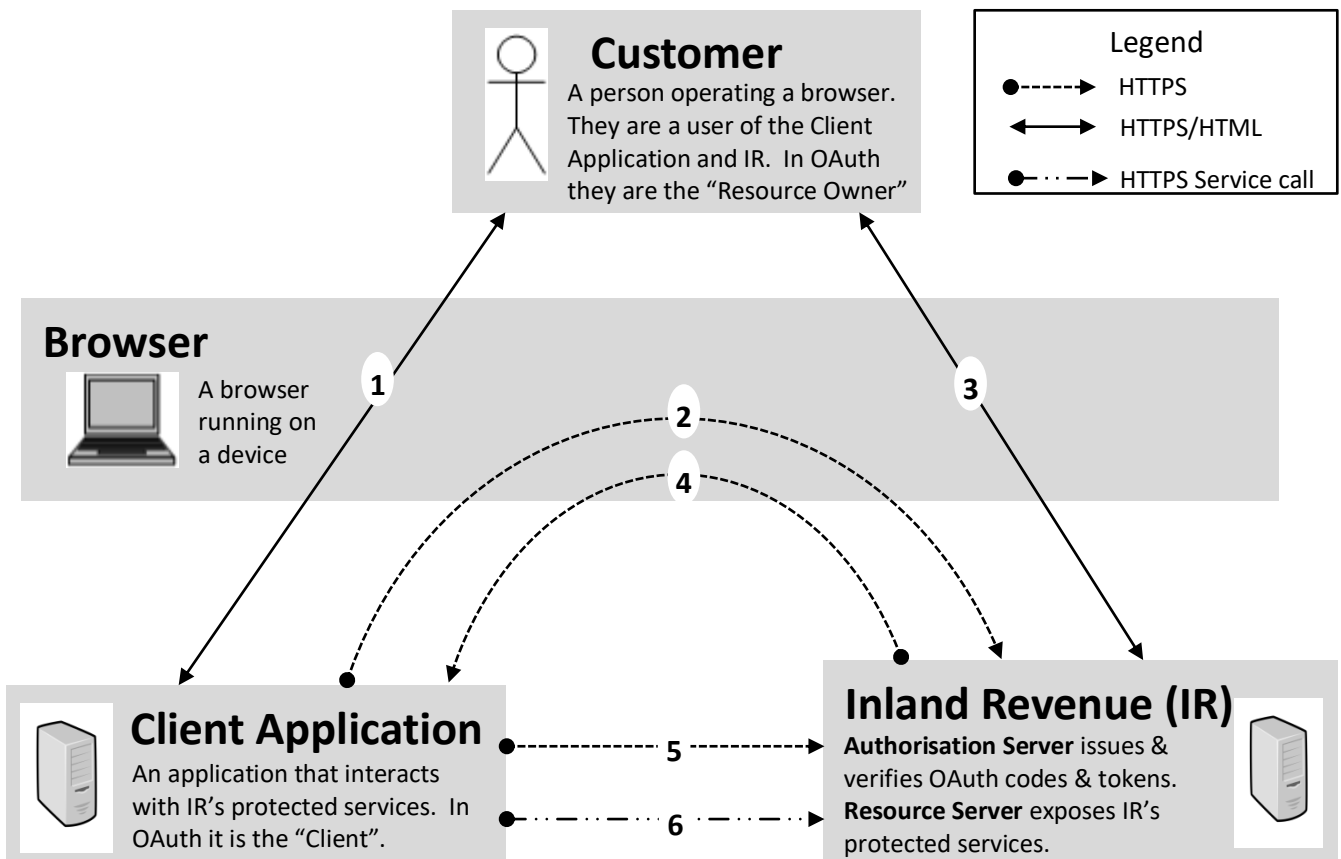 Customer
A person operating a browser.
They are a user of the Client
Application and IR.  In OAuth
they are the “Resource Owner”
Legend
HTTPS
HTTPS/HTML
HTTPS Service call
Browser
A browser
running on
a device
1
2
3
4
Client Application
An application that interacts
with IR’s protected services.  In
OAuth it is the “Client”.
5
6
Inland Revenue (IR)
Authorisation Server issues &
verifies OAuth codes & tokens.
Resource Server exposes IR’s
protected services.